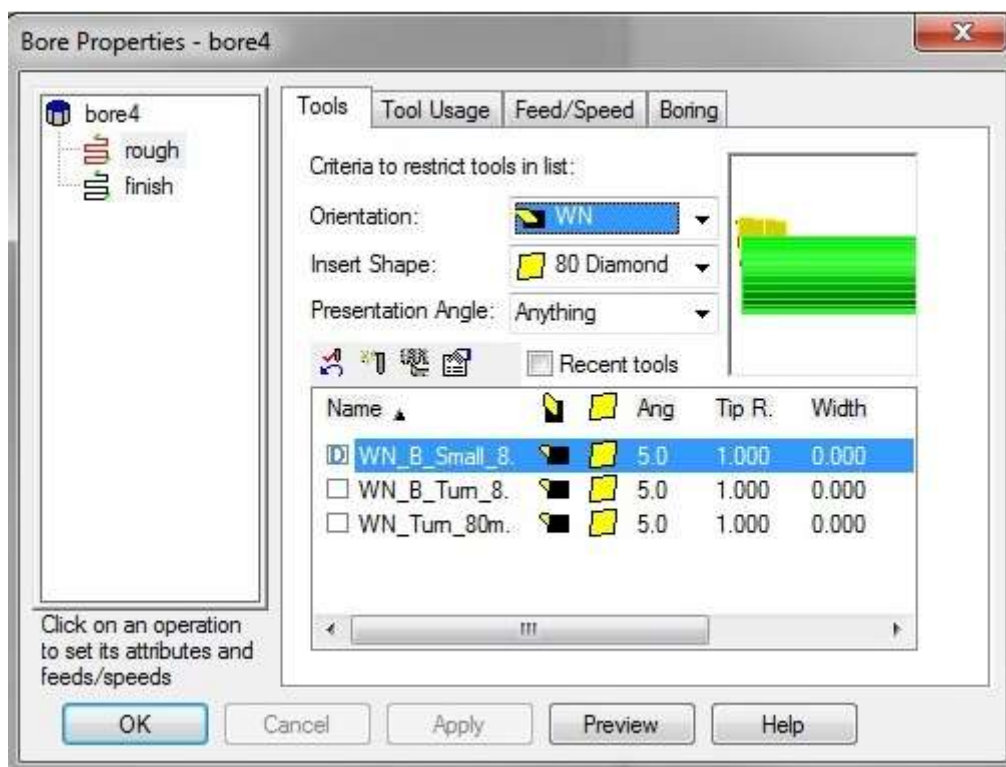 Bore Properties - bore4
bore4
rough
finish
Click on an operation
to set its attributes and
feeds/speeds
Tools Tool Usage Feed/Speed Boring
Criteria to restrict tools in list:
Orientation: WN
Insert Shape: 80 Diamond
Presentation Angle: Anything
Recent tools
Name Ang Tip R. Width
D WN_B_Small_8. 5.0 1.000 0.000
WN_B_Turn_8. 5.0 1.000 0.000
WN_Turn_80m. 5.0 1.000 0.000
OK Cancel Apply Preview Help